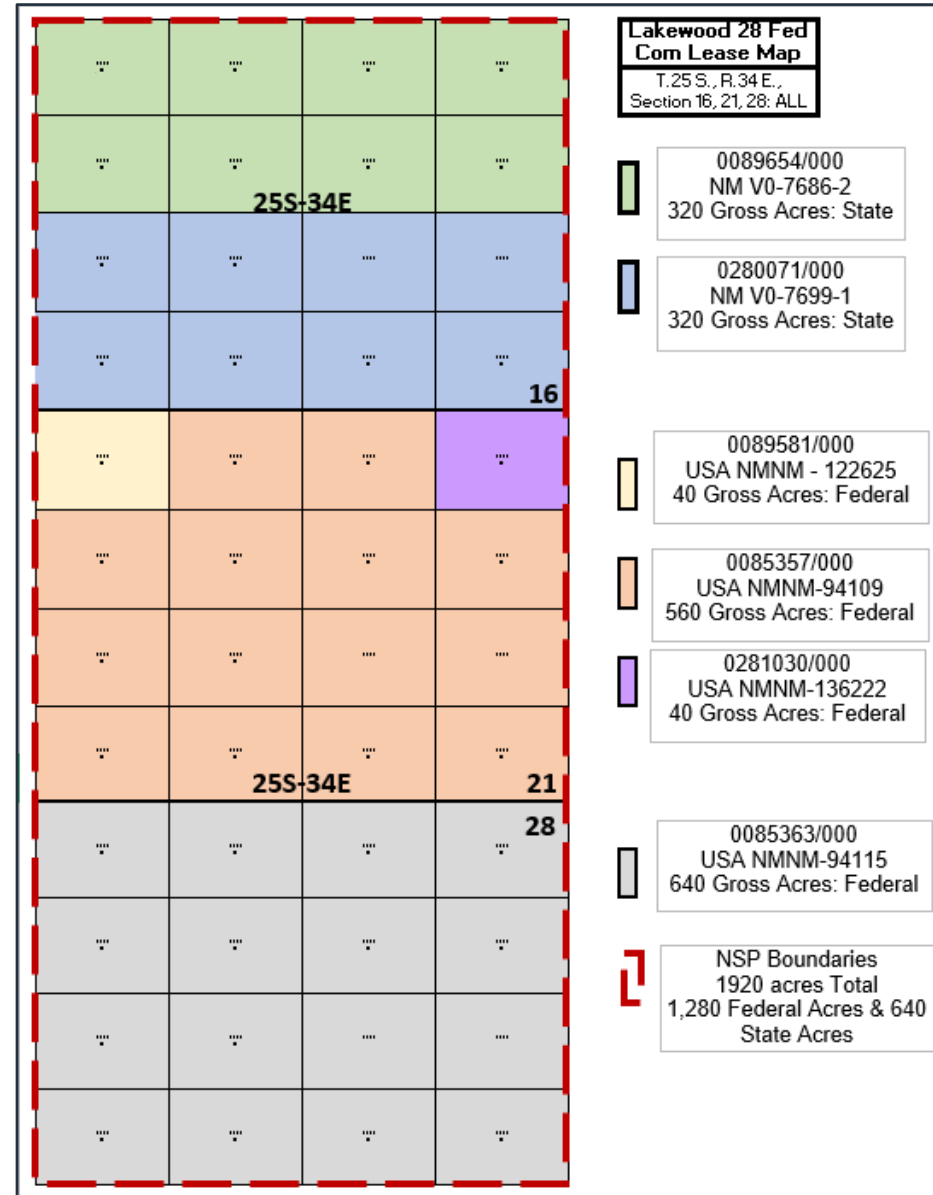 Lakewood 28 Fed
Com Lease Map
T.25 S., R.34 E.,
Section 16, 21, 28: ALL
25S-34E
16
25S-34E
21
28
0089654/000
NM V0-7686-2
320 Gross Acres: State
0280071/000
NM V0-7699-1
320 Gross Acres: State
0089581/000
USA NMNM - 122625
40 Gross Acres: Federal
0085357/000
USA NMNM-94109
560 Gross Acres: Federal
0281030/000
USA NMNM-136222
40 Gross Acres: Federal
0085363/000
USA NMNM-94115
640 Gross Acres: Federal
NSP Boundaries
1920 acres Total
1,280 Federal Acres & 640
State Acres